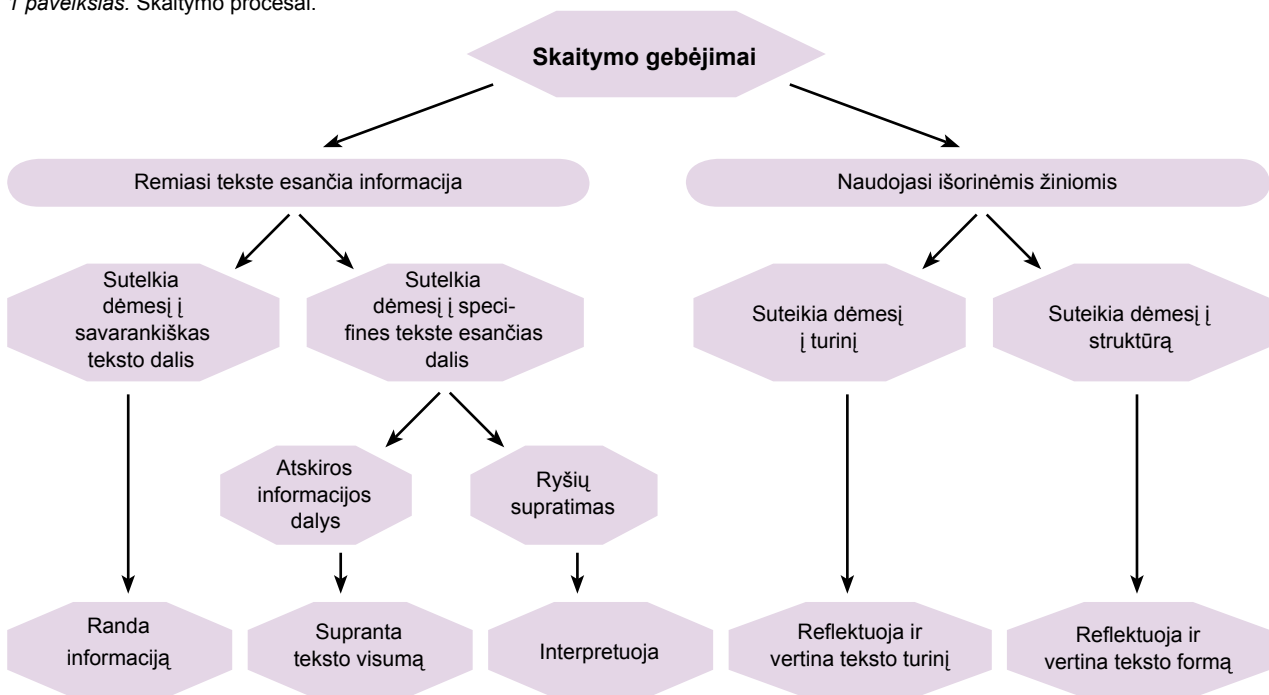 1 paveikslas. Skaitymo procesai.
Skaitymo gebėjimai
Remiasi tekste esančia informacija
Naudojasi išorinėmis žiniomis
Sutelkia
dėmesį į
savarankiškas
teksto dalis
Sutelkia
dėmesį į speci-
fines tekste esančias
dalis
Suteikia dėmesį
į turinį
Suteikia dėmesį į
struktūrą
Atskiros
informacijos
dalys
Ryšių
supratimas
Randa
informaciją
Supranta
teksto visumą
Interpretuoja
Reflektuoja ir
vertina teksto turinį
Reflektuoja ir
vertina teksto formą